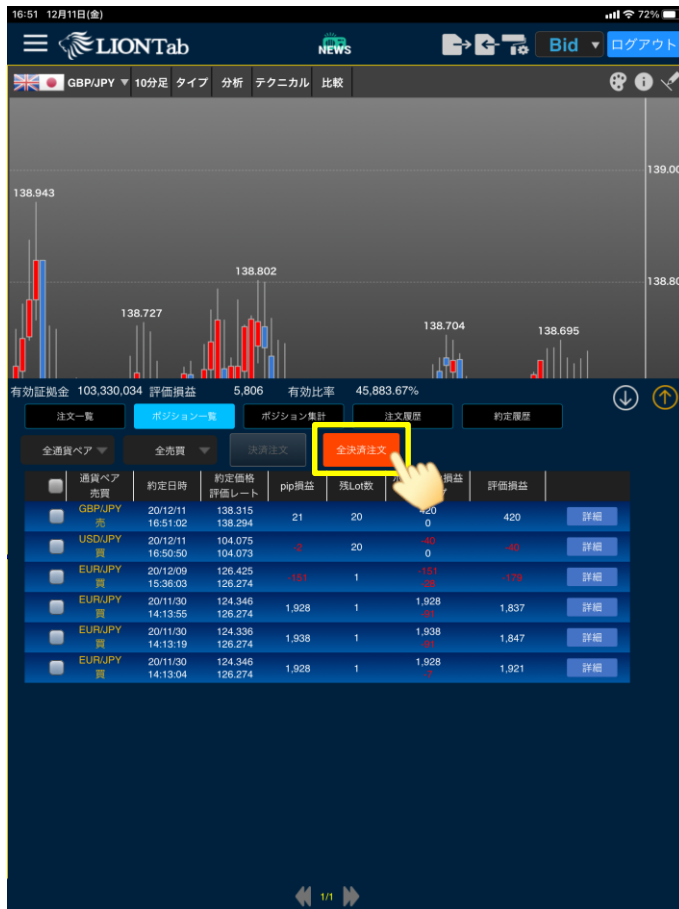 16:51 12月11日(金) 72%
LIONTab NEWS Bid ▼ ログアウト
GBP/JPY ▼ 10分足 タイプ 分析 テクニカル 比較
139.00
138.943
138.802
138.80
138.727
138.704
138.695
有効証拠金 103,330,034 評価損益 5,806 有効比率 45,883.67%
注文一覧 ポジション一覧 ポジション集計 注文履歴 約定履歴
全通貨ペア ▼ 全売買 ▼ 決済注文 全決済注文
通貨ペア 約定日時 約定価格 pip損益 残Lot数 損益 評価損益
売買 評価レート
GBP/JPY 20/12/11 138.315 21 20 420 420 詳細
売 16:51:02 138.294 0
USD/JPY 20/12/11 104.075 -2 20 -40 -40 詳細
買 16:50:50 104.073 0
EUR/JPY 20/12/09 126.425 -151 1 -151 -179 詳細
買 15:36:03 126.274 -28
EUR/JPY 20/11/30 124.346 1,928 1 1,928 1,837 詳細
買 14:13:55 126.274 -91
EUR/JPY 20/11/30 124.336 1,938 1 1,938 1,847 詳細
買 14:13:19 126.274 -91
EUR/JPY 20/11/30 124.346 1,928 1 1,928 1,921 詳細
買 14:13:04 126.274 -7
1/1